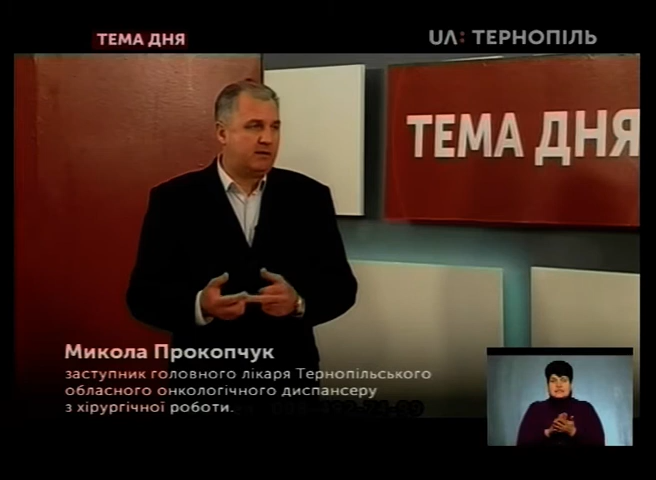 ТЕМА ДНЯ
UA: ТЕРНОПІЛЬ
ТЕМА ДНЯ
Микола Прокопчук
заступник головного лікаря Тернопільського
обласного онкологічного диспансеру
з хірургічної роботи.